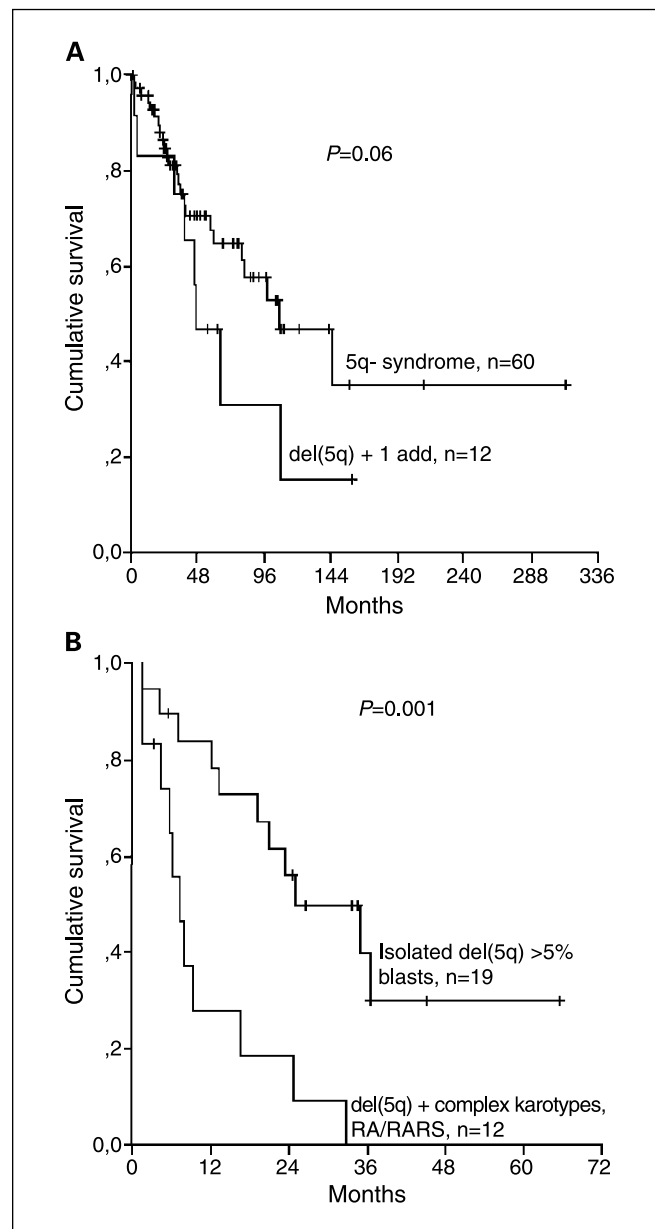 A
1,0
,8
,6
,4
,2
0,0
Cumulative survival
P=0.06
5q- syndrome, n=60
del(5q) + 1 add, n=12
0 48 96 144 192 240 288 336
Months
B
1,0
,8
,6
,4
,2
0,0
Cumulative survival
P=0.001
Isolated del(5q) >5%
blasts, n=19
del(5q) + complex karotypes,
RA/RARS, n=12
0 12 24 36 48 60 72
Months